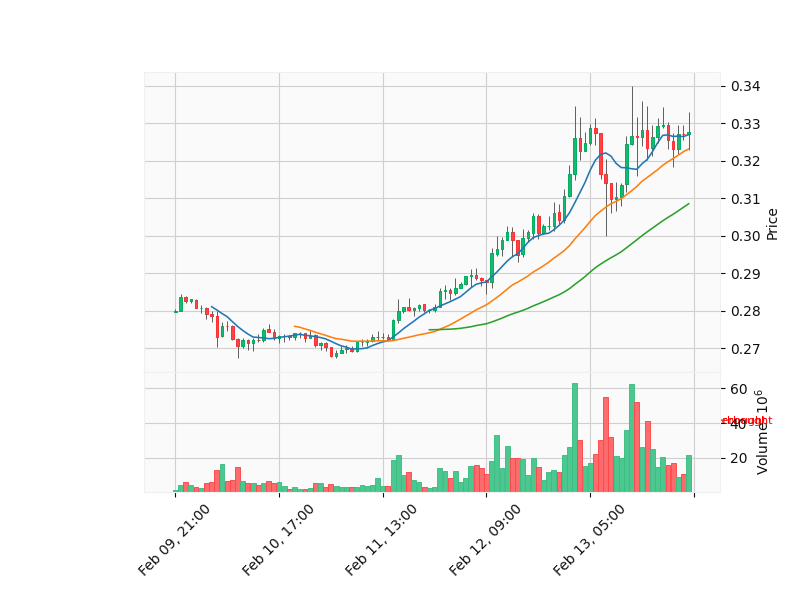 0.34
0.33
0.32
0.31
0.30
0.29
0.28
0.27
Price
60
40
20
Volume 10^6
Feb 09, 21:00
Feb 10, 17:00
Feb 11, 13:00
Feb 12, 09:00
Feb 13, 05:00